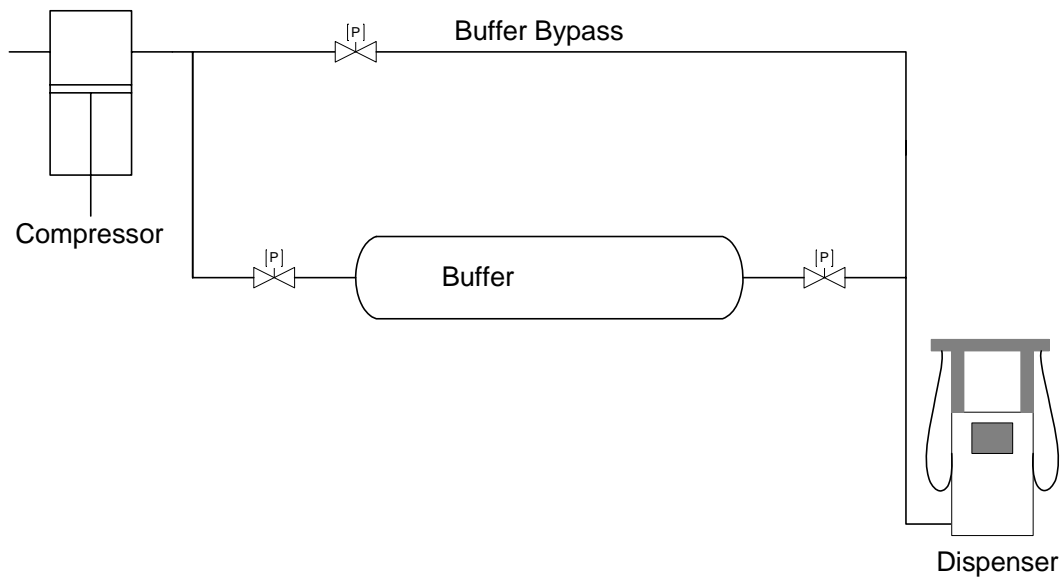 [P]
Buffer Bypass
Compressor
[P]
Buffer
[P]
Dispenser